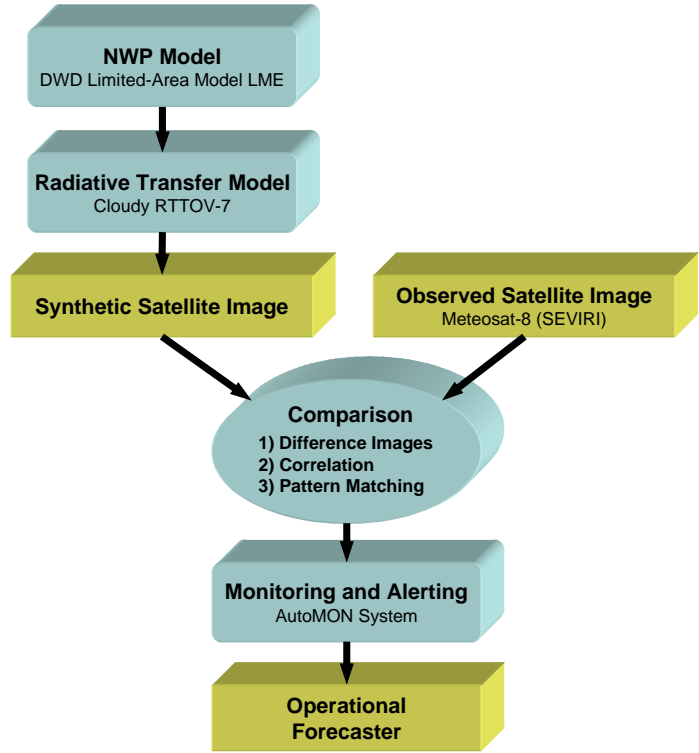 NWP Model
DWD Limited-Area Model LME
Radiative Transfer Model
Cloudy RTTOV-7
Synthetic Satellite Image
Observed Satellite Image
Meteosat-8 (SEVIRI)
Comparison
1) Difference Images
2) Correlation
3) Pattern Matching
Monitoring and Alerting
AutoMON System
Operational
Forecaster